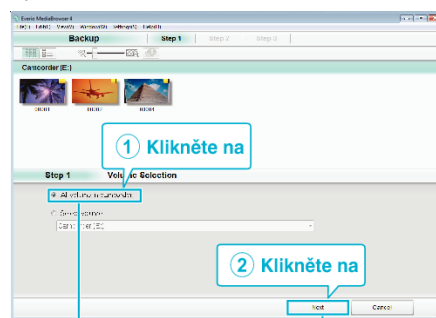 Everio MediaBrowser 4
Backup Step 1 Step 2 Step 3
Camcorder (E:)
① Klikněte na
Step 1 Volume Selection
All volume in camcorder
② Klikněte na
Next Cancel